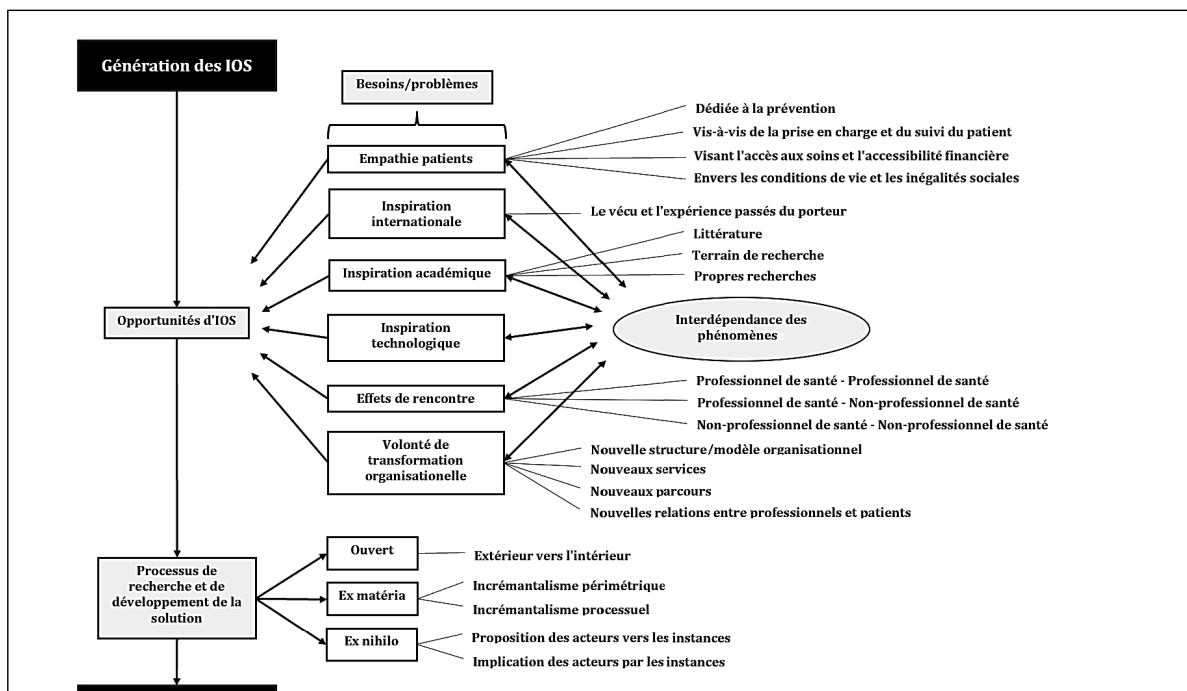 Génération des IOS
Besoins/problèmes
Dédiée à la prévention
Vis-à-vis de la prise en charge et du suivi du patient
Empathie patients
Visant l'accès aux soins et l'accessibilité financière
Envers les conditions de vie et les inégalités sociales
Inspiration
internationale
Le vécu et l'expérience passés du porteur
Littérature
Inspiration académique
Terrain de recherche
Propres recherches
Opportunités d'IOS
Inspiration
technologique
Interdépendance des
phénomènes
Effets de rencontre
Professionnel de santé - Professionnel de santé
Professionnel de santé - Non-professionnel de santé
Non-professionnel de santé - Non-professionnel de santé
Volonté de
transformation
organisationelle
Nouvelle structure/modèle organisationnel
Nouveaux services
Nouveaux parcours
Nouvelles relations entre professionnels et patients
Processus de
recherche et de
développement de la
solution
Ouvert
Extérieur vers l'intérieur
Ex matéria
Incrémantalisme périmétrique
Incrémantalisme processuel
Ex nihilo
Proposition des acteurs vers les instances
Implication des acteurs par les instances